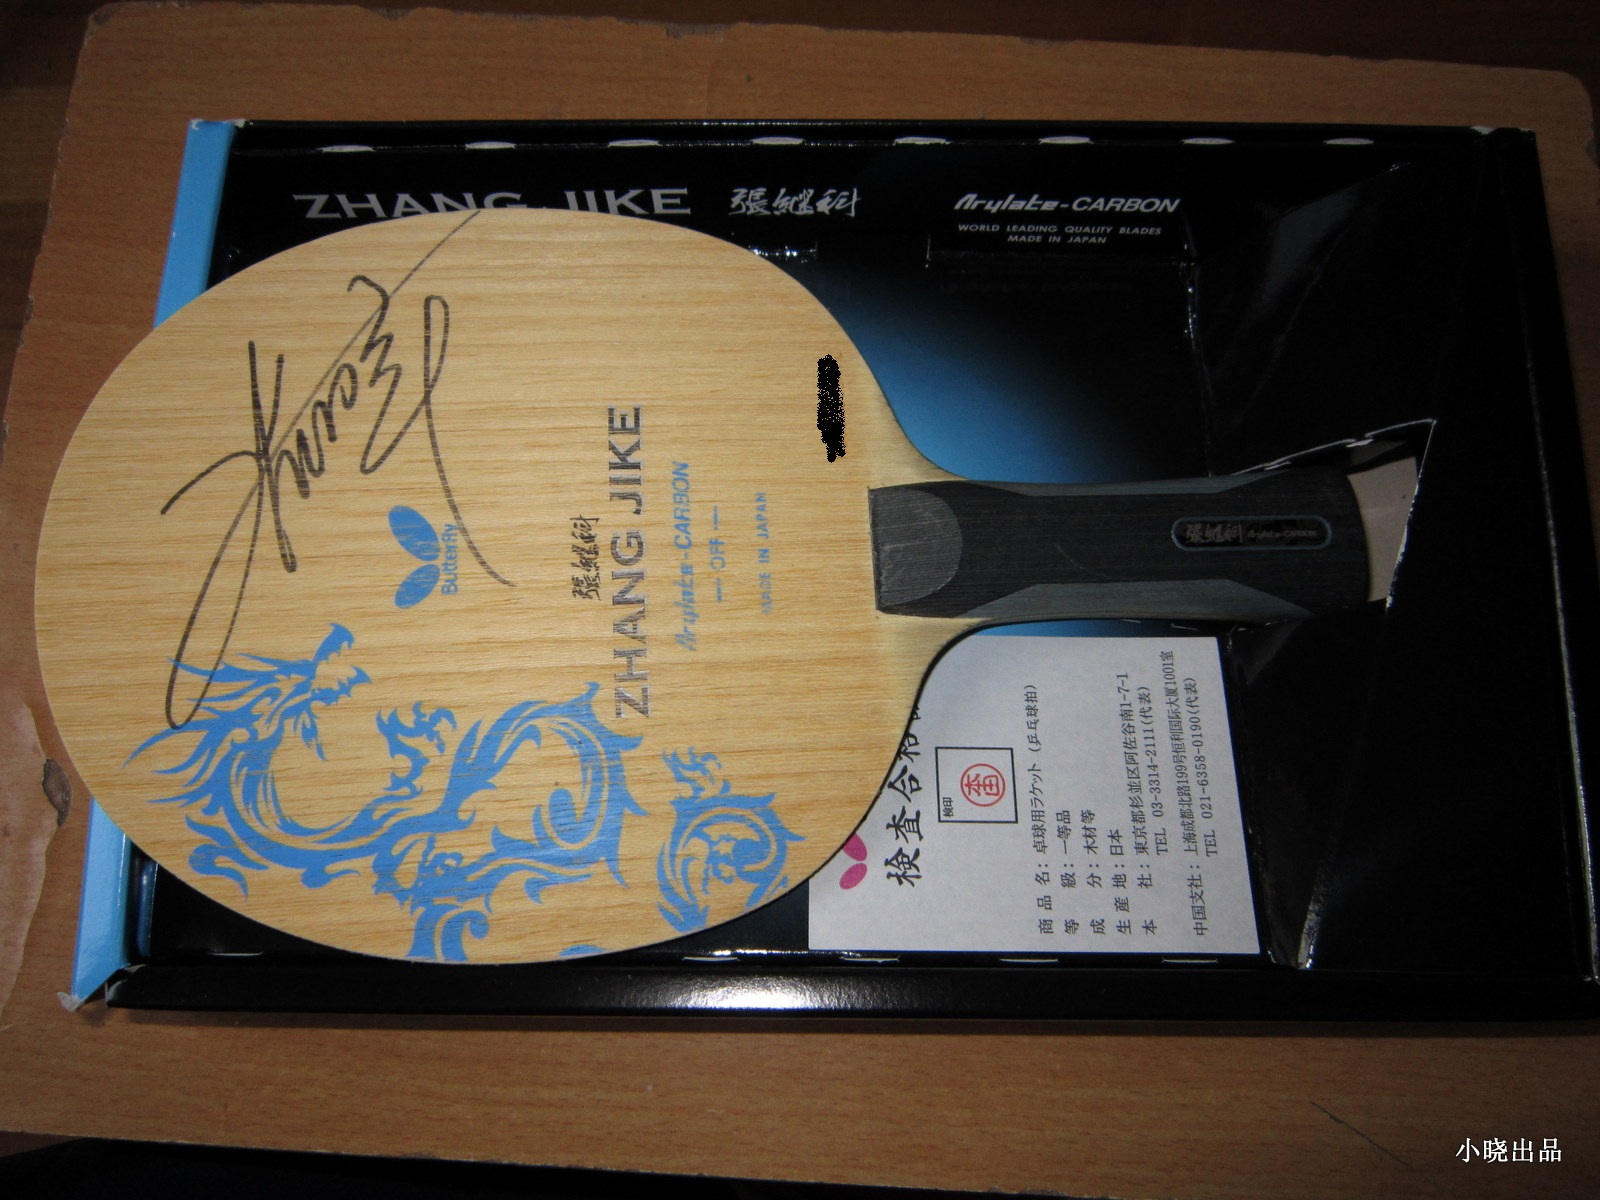 ZHANG JIKE 張継科
Arylate-CARBON
WORLD LEADING QUALITY BLADES
MADE IN JAPAN
Butterfly
張継科
ZHANG JIKE
Arylate-CARBON
OFF
MADE IN JAPAN
張継科 Arylate-CARBON
検査合格
検印
商品名：卓球用ラケット（乒乓球拍）
等級：一等品
成分：木材等
生産地：日本
本社：東京都杉並区阿佐谷南1-7-1
TEL 03-3314-2111(代表)
中国支社：上海成都北路199号恒利国际大厦1001室
TEL 021-6358-0190(代表)
小晓出品